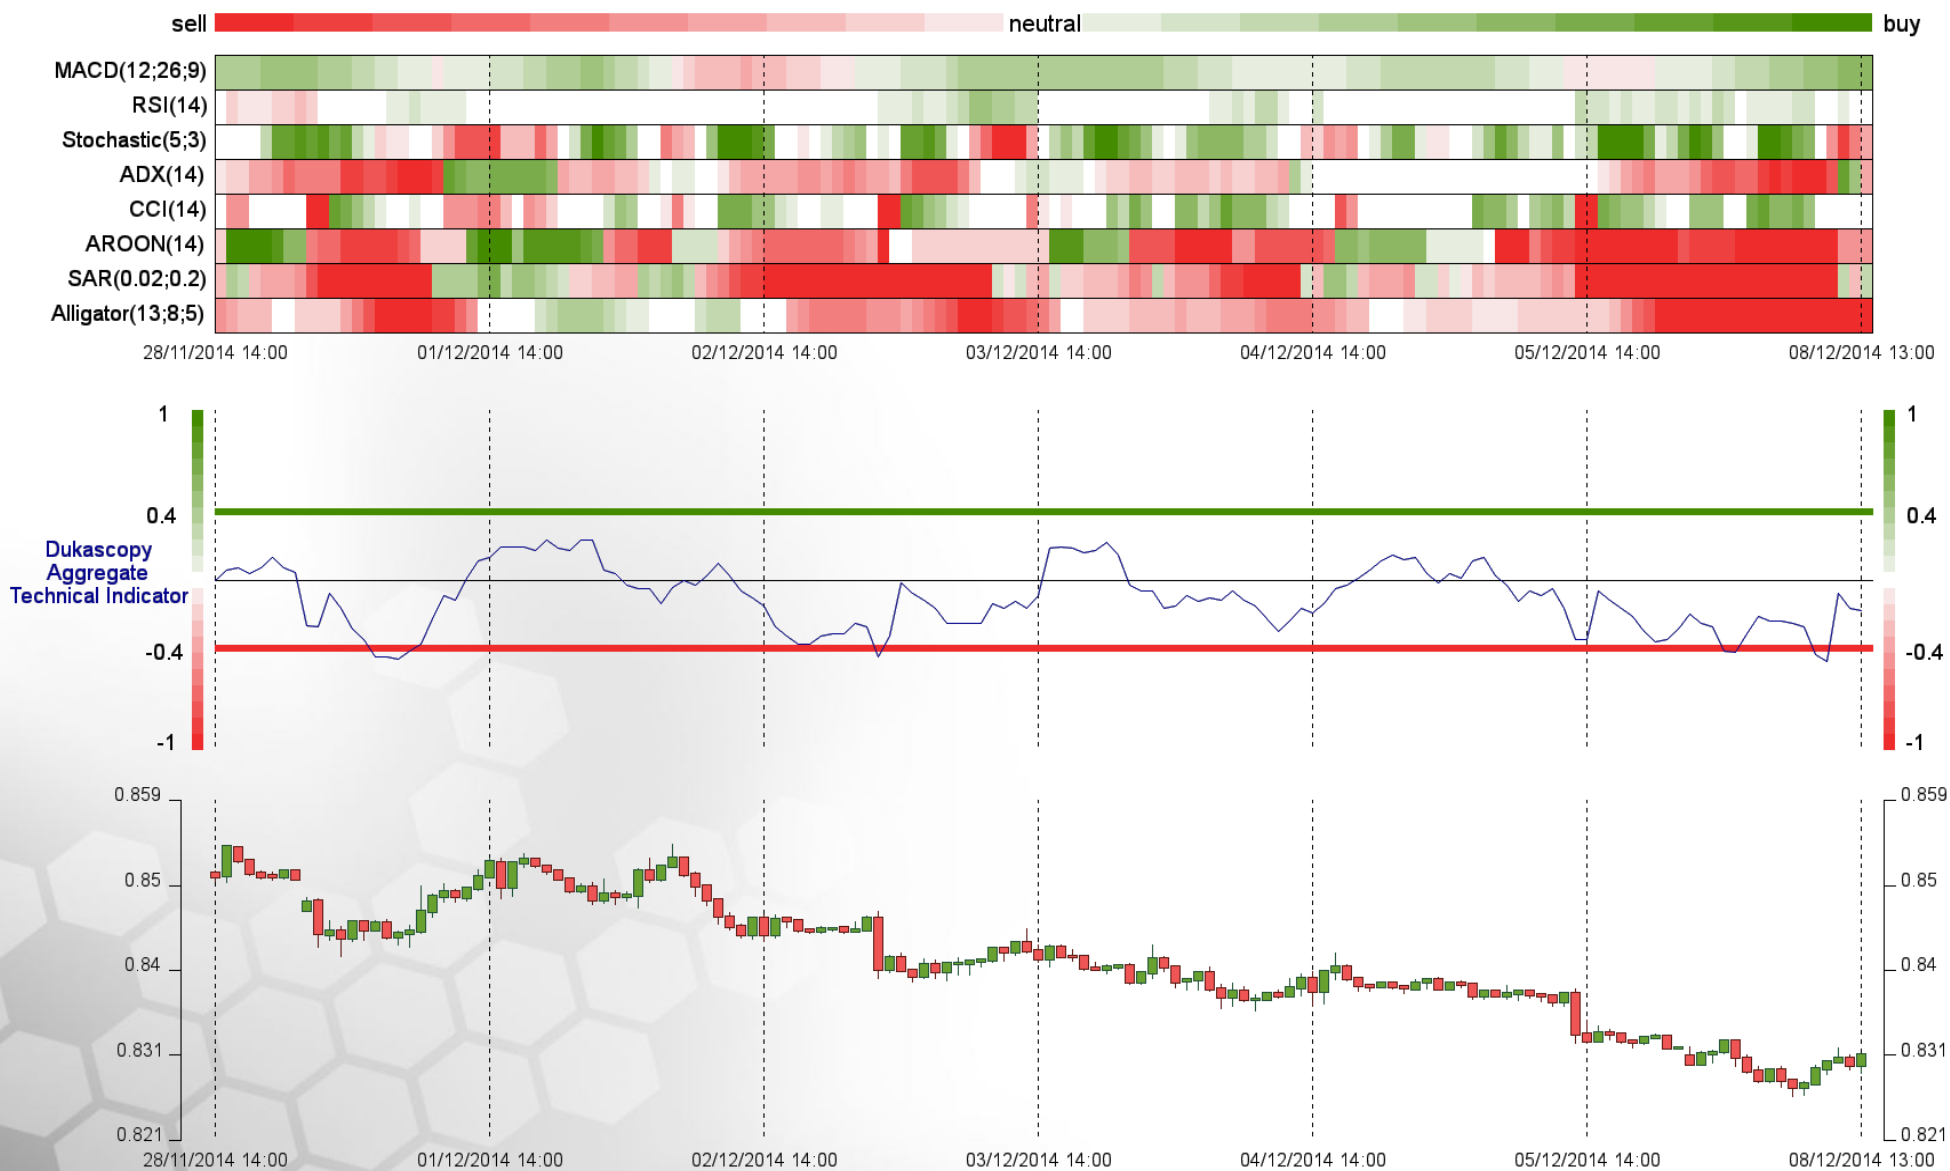 sell neutral buy
MACD(12;26;9)
RSI(14)
Stochastic(5;3)
ADX(14)
CCI(14)
AROON(14)
SAR(0.02;0.2)
Alligator(13;8;5)
28/11/2014 14:00 01/12/2014 14:00 02/12/2014 14:00 03/12/2014 14:00 04/12/2014 14:00 05/12/2014 14:00 08/12/2014 13:00
1 1
0.4 0.4
Dukascopy
Aggregate
Technical Indicator
-0.4 -0.4
-1 -1
0.859 0.859
0.85 0.85
0.84 0.84
0.831 0.831
0.821 0.821
28/11/2014 14:00 01/12/2014 14:00 02/12/2014 14:00 03/12/2014 14:00 04/12/2014 14:00 05/12/2014 14:00 08/12/2014 13:00